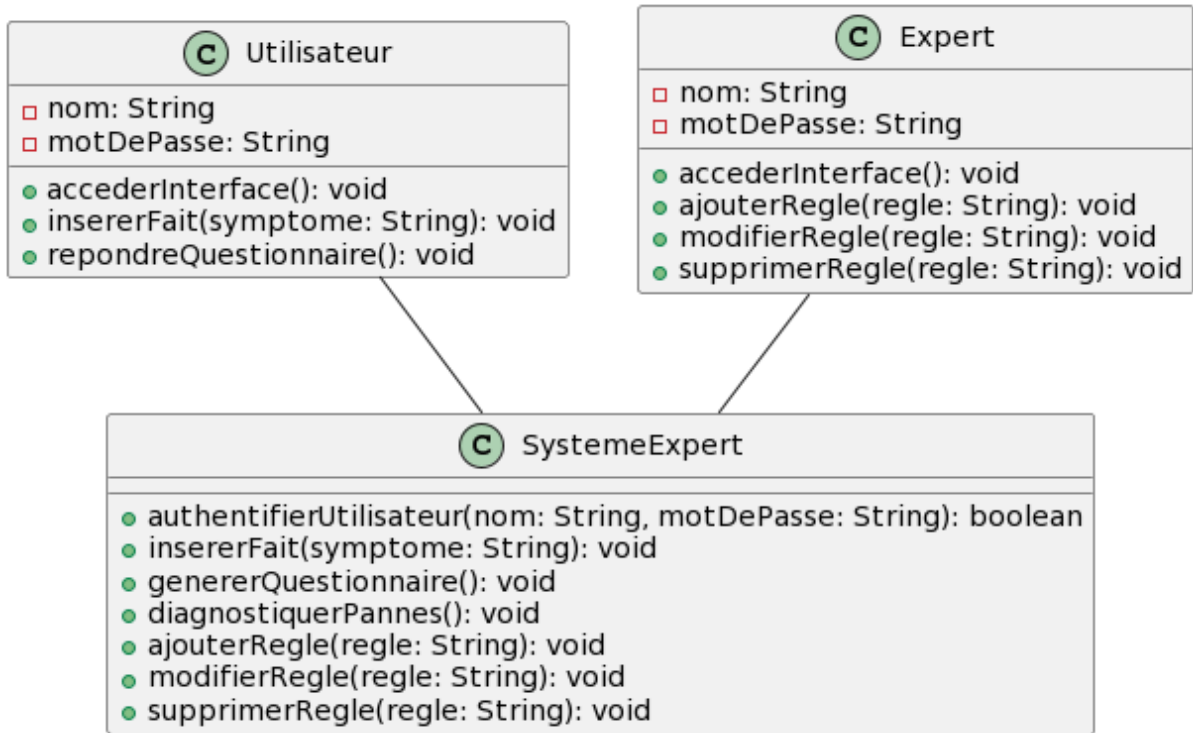 C Utilisateur
nom: String
motDePasse: String
accederInterface(): void
insererFait(symptome: String): void
repondreQuestionnaire(): void
C Expert
nom: String
motDePasse: String
accederInterface(): void
ajouterRegle(regle: String): void
modifierRegle(regle: String): void
supprimerRegle(regle: String): void
C SystemeExpert
authentifierUtilisateur(nom: String, motDePasse: String): boolean
insererFait(symptome: String): void
genererQuestionnaire(): void
diagnostiquerPannes(): void
ajouterRegle(regle: String): void
modifierRegle(regle: String): void
supprimerRegle(regle: String): void